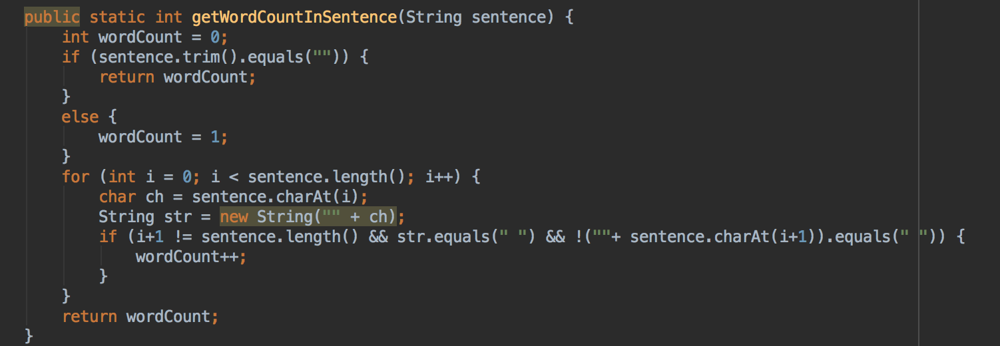 public static int getWordCountInSentence(String sentence) {
    int wordCount = 0;
    if (sentence.trim().equals("")) {
        return wordCount;
    }
    else {
        wordCount = 1;
    }
    for (int i = 0; i < sentence.length(); i++) {
        char ch = sentence.charAt(i);
        String str = new String("" + ch);
        if (i+1 != sentence.length() && str.equals(" ") && !(""+ sentence.charAt(i+1)).equals(" ")) {
            wordCount++;
        }
    }
    return wordCount;
}